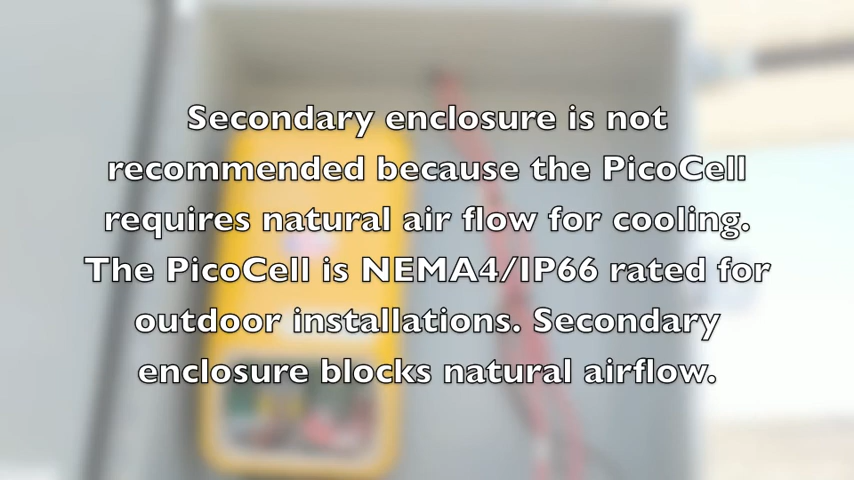 Secondary enclosure is not
recommended because the PicoCell
requires natural air flow for cooling.
The PicoCell is NEMA4/IP66 rated for
outdoor installations. Secondary
enclosure blocks natural airflow.